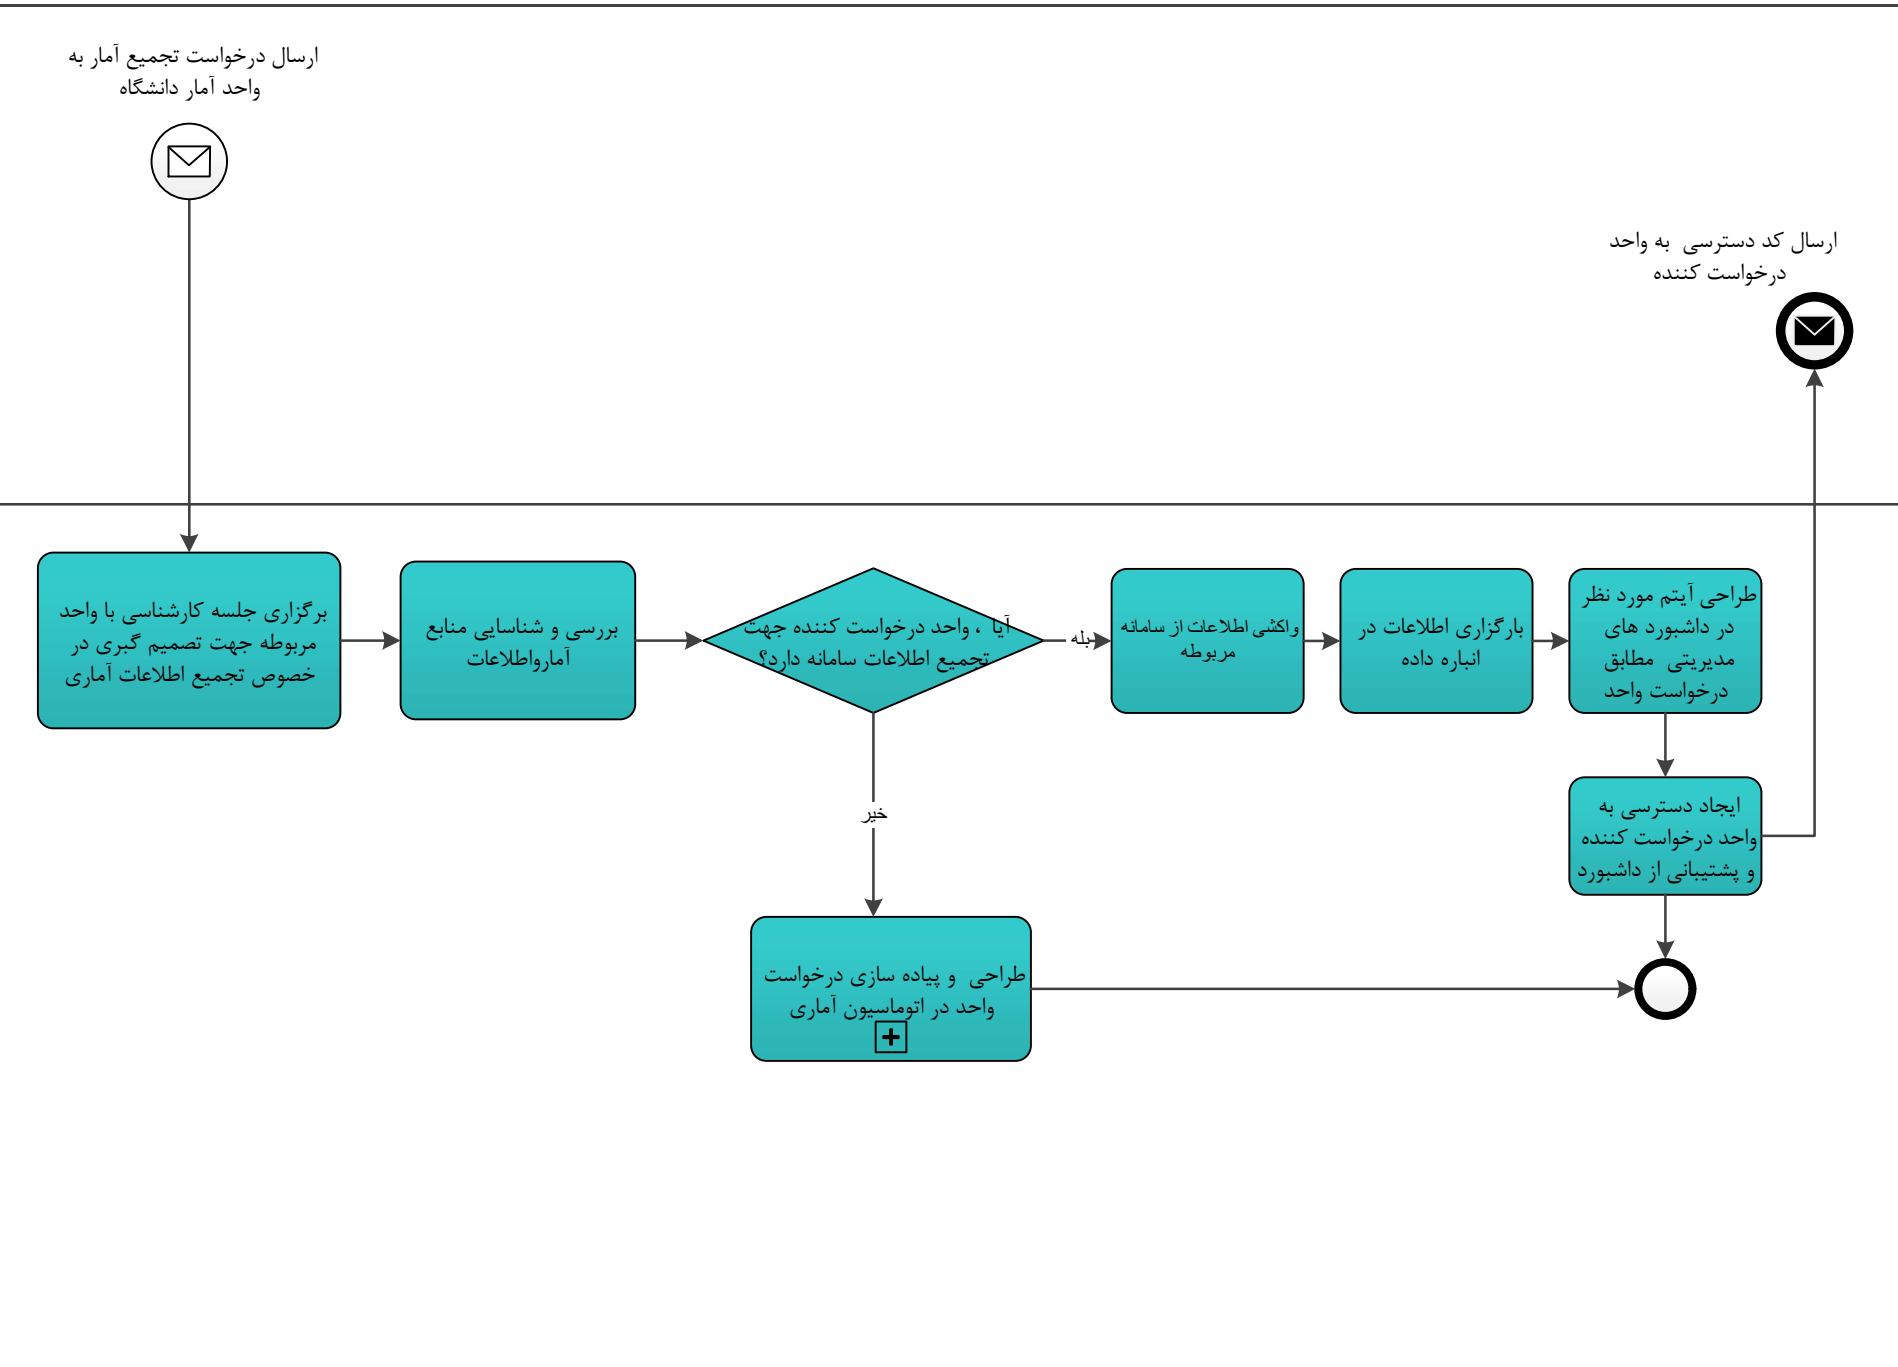 ارسال درخواست تجمیع آمار به
واحد آمار دانشگاه
ارسال کد دسترسی به واحد
درخواست کننده
برگزاری جلسه کارشناسی با واحد
مربوطه جهت تصمیم گیری در
خصوص تجمیع اطلاعات آماری
بررسی و شناسایی منابع
آمارواطلاعات
آیا ، واحد درخواست کننده جهت
تجمیع اطلاعات سامانه دارد؟
بله
واکشی اطلاعات از سامانه
مربوطه
بارگزاری اطلاعات در
انباره داده
طراحی آیتم مورد نظر
در داشبورد های
مدیریتی مطابق
درخواست واحد
خیر
ایجاد دسترسی به
واحد درخواست کننده
و پشتیبانی از داشبورد
طراحی و پیاده سازی درخواست
واحد در اتوماسیون آماری